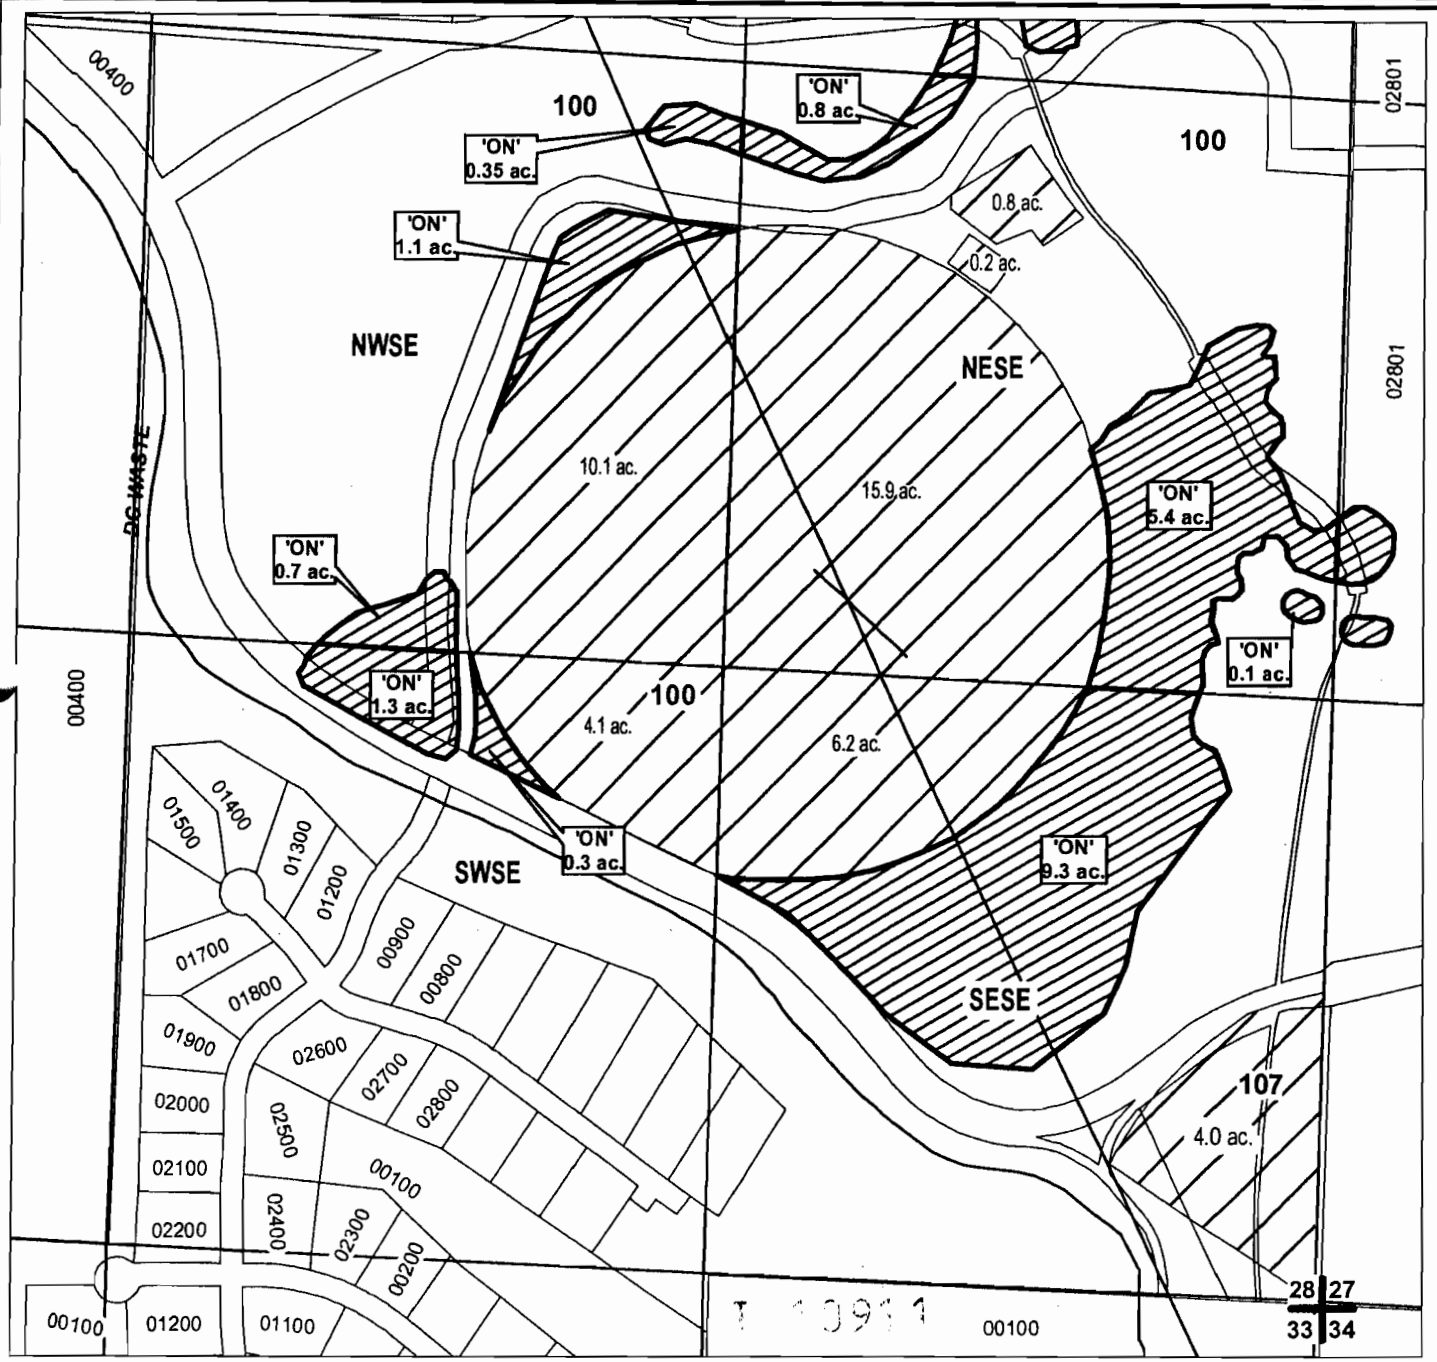 00400
100
'ON'
0.8 ac.
02801
100
'ON'
0.35 ac.
0.8 ac.
'ON'
1.1 ac.
0.2 ac.
NWSE
NESE
02801
10.1 ac.
15.9 ac.
DG WASTE
'ON'
5.4 ac.
'ON'
0.7 ac.
'ON'
0.1 ac.
00400
'ON'
1.3 ac.
100
4.1 ac.
6.2 ac.
01400
01500
01300
01200
'ON'
0.3 ac.
SWSE
'ON'
9.3 ac.
00900
01700
00800
01800
SESE
01900
02600
02700
02800
107
4.0 ac.
02000
02500
02100
00100
02200
02400
02300
00200
28 27
33 34
00100
01200
01100
T 10911
00100